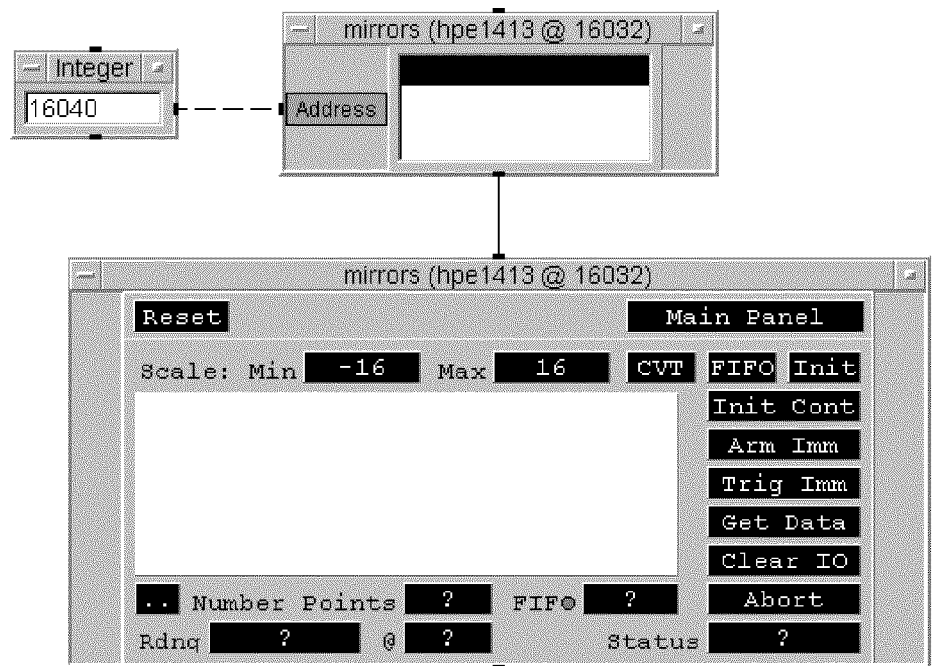 mirrors (hpe1413 @ 16032)
Integer
16040
Address
mirrors (hpe1413 @ 16032)
Reset Main Panel
Scale: Min -16 Max 16 CVT FIFO Init
Init Cont
Arm Imm
Trig Imm
Get Data
Clear IO
.. Number Points ? FIFO ? Abort
Rdng ? @ ? Status ?